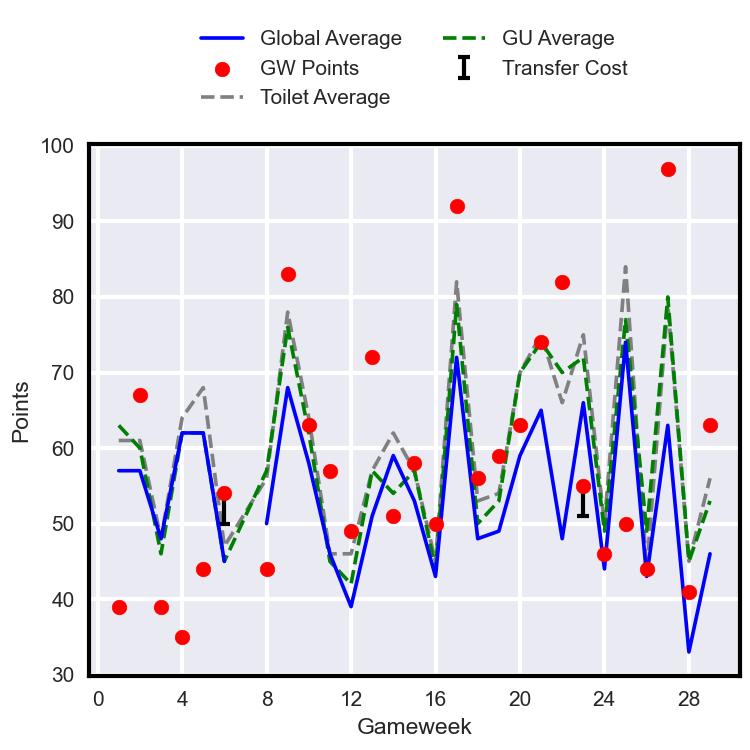 Global Average
GW Points
Toilet Average
GU Average
Transfer Cost
100
90
80
70
60
50
40
30
Points
0 4 8 12 16 20 24 28
Gameweek